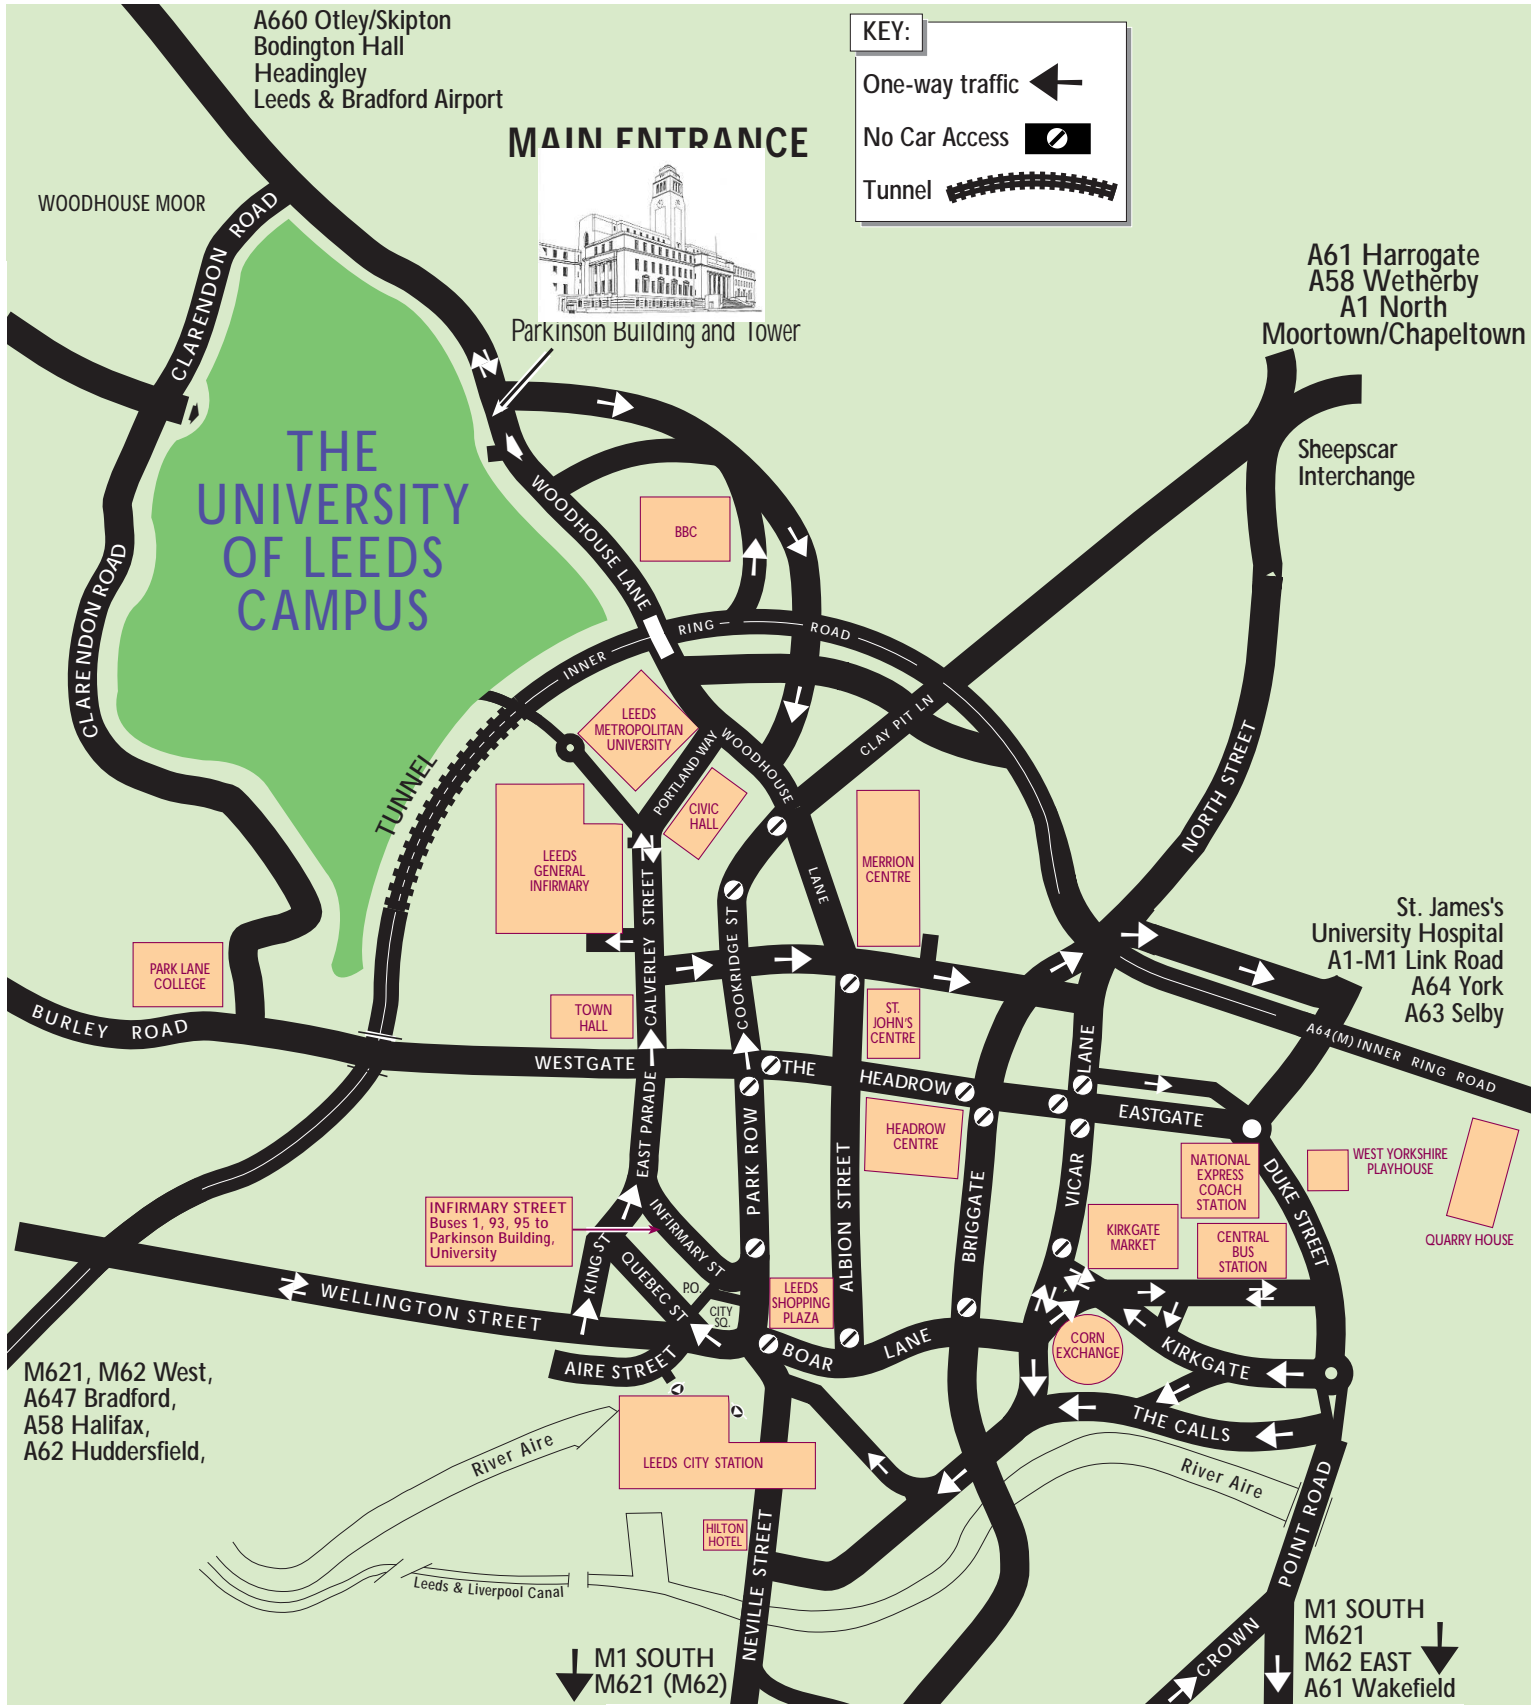 A660 Otley/Skipton
Bodington Hall
Headingley
Leeds & Bradford Airport
KEY:
One-way traffic
No Car Access
Tunnel
MAIN ENTRANCE
Parkinson Building and Tower
WOODHOUSE MOOR
CLARENDON ROAD
A61 Harrogate
A58 Wetherby
A1 North
Moortown/Chapeltown
Sheepscar
Interchange
THE
UNIVERSITY
OF LEEDS
CAMPUS
WOODHOUSE LANE
BBC
CLARENDON ROAD
INNER RING ROAD
LEEDS
METROPOLITAN
UNIVERSITY
PORTLAND WAY
WOODHOUSE LANE
CLAY PIT LN
NORTH STREET
TUNNEL
CIVIC
HALL
LEEDS
GENERAL
INFIRMARY
MERRION
CENTRE
CALVERLEY STREET
COOKRIDGE ST
St. James's
University Hospital
A1-M1 Link Road
A64 York
A63 Selby
PARK LANE
COLLEGE
TOWN
HALL
ST.
JOHN'S
CENTRE
BURLEY ROAD
WESTGATE
THE HEADROW
EASTGATE
A64(M) INNER RING ROAD
EAST PARADE
PARK ROW
ALBION STREET
HEADROW
CENTRE
BRIGGATE
VICAR LANE
NATIONAL
EXPRESS
COACH
STATION
DUKE STREET
WEST YORKSHIRE
PLAYHOUSE
QUARRY HOUSE
INFIRMARY STREET
Buses 1, 93, 95 to
Parkinson Building,
University
INFIRMARY ST
KIRKGATE
MARKET
CENTRAL
BUS
STATION
KING ST
QUEBEC ST
P.O.
CITY
SQ.
LEEDS
SHOPPING
PLAZA
WELLINGTON STREET
AIRE STREET
BOAR LANE
CORN
EXCHANGE
KIRKGATE
THE CALLS
M621, M62 West,
A647 Bradford,
A58 Halifax,
A62 Huddersfield,
River Aire
LEEDS CITY STATION
River Aire
HILTON
HOTEL
Leeds & Liverpool Canal
NEVILLE STREET
POINT ROAD
CROWN
M1 SOUTH
M621 (M62)
M1 SOUTH
M621
M62 EAST
A61 Wakefield